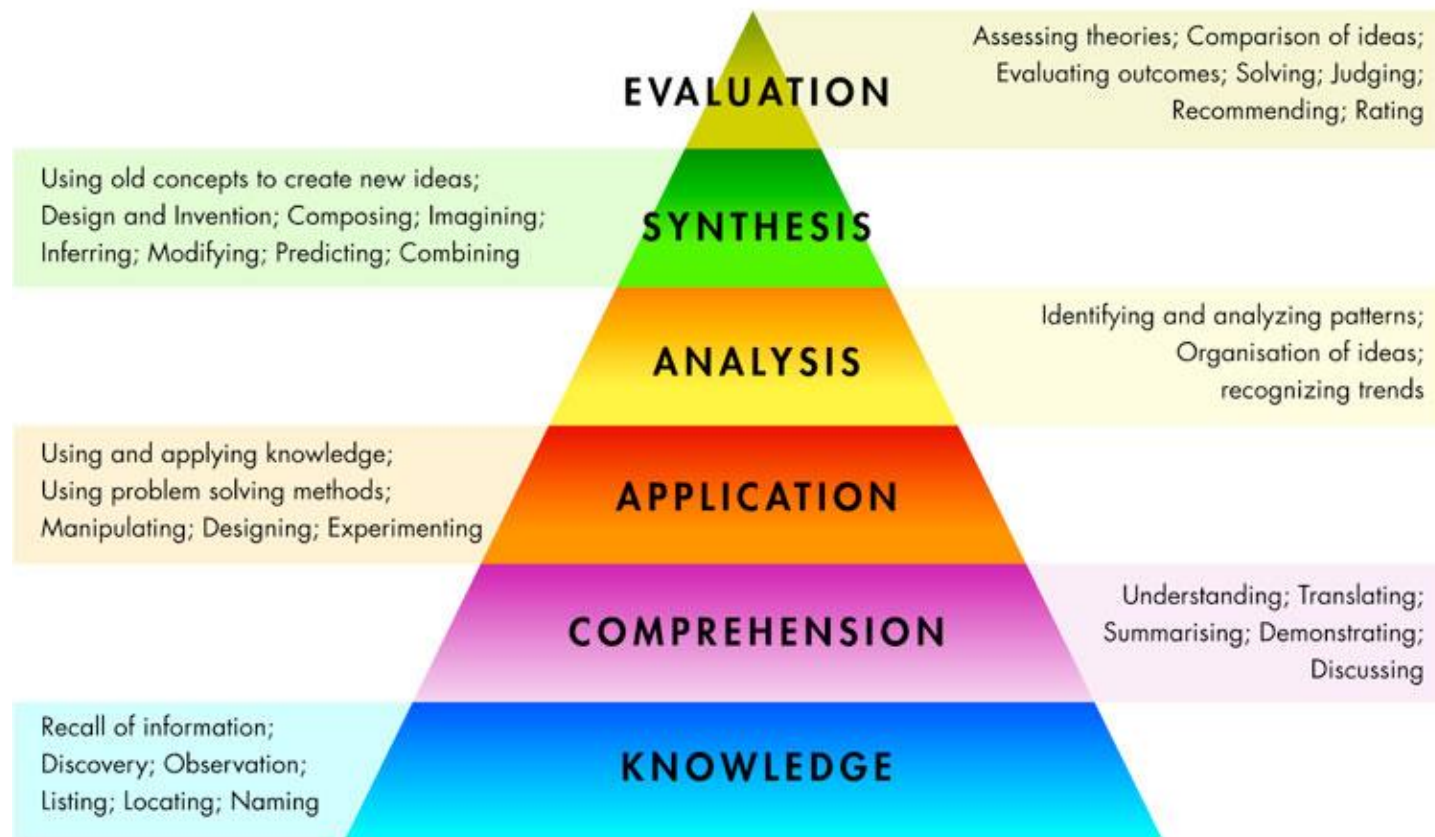 EVALUATION
Assessing theories; Comparison of ideas;
Evaluating outcomes; Solving; Judging;
Recommending; Rating
Using old concepts to create new ideas;
Design and Invention; Composing; Imagining;
Inferring; Modifying; Predicting; Combining
SYNTHESIS
ANALYSIS
Identifying and analyzing patterns;
Organisation of ideas;
recognizing trends
Using and applying knowledge;
Using problem solving methods;
Manipulating; Designing; Experimenting
APPLICATION
COMPREHENSION
Understanding; Translating;
Summarising; Demonstrating;
Discussing
Recall of information;
Discovery; Observation;
Listing; Locating; Naming
KNOWLEDGE